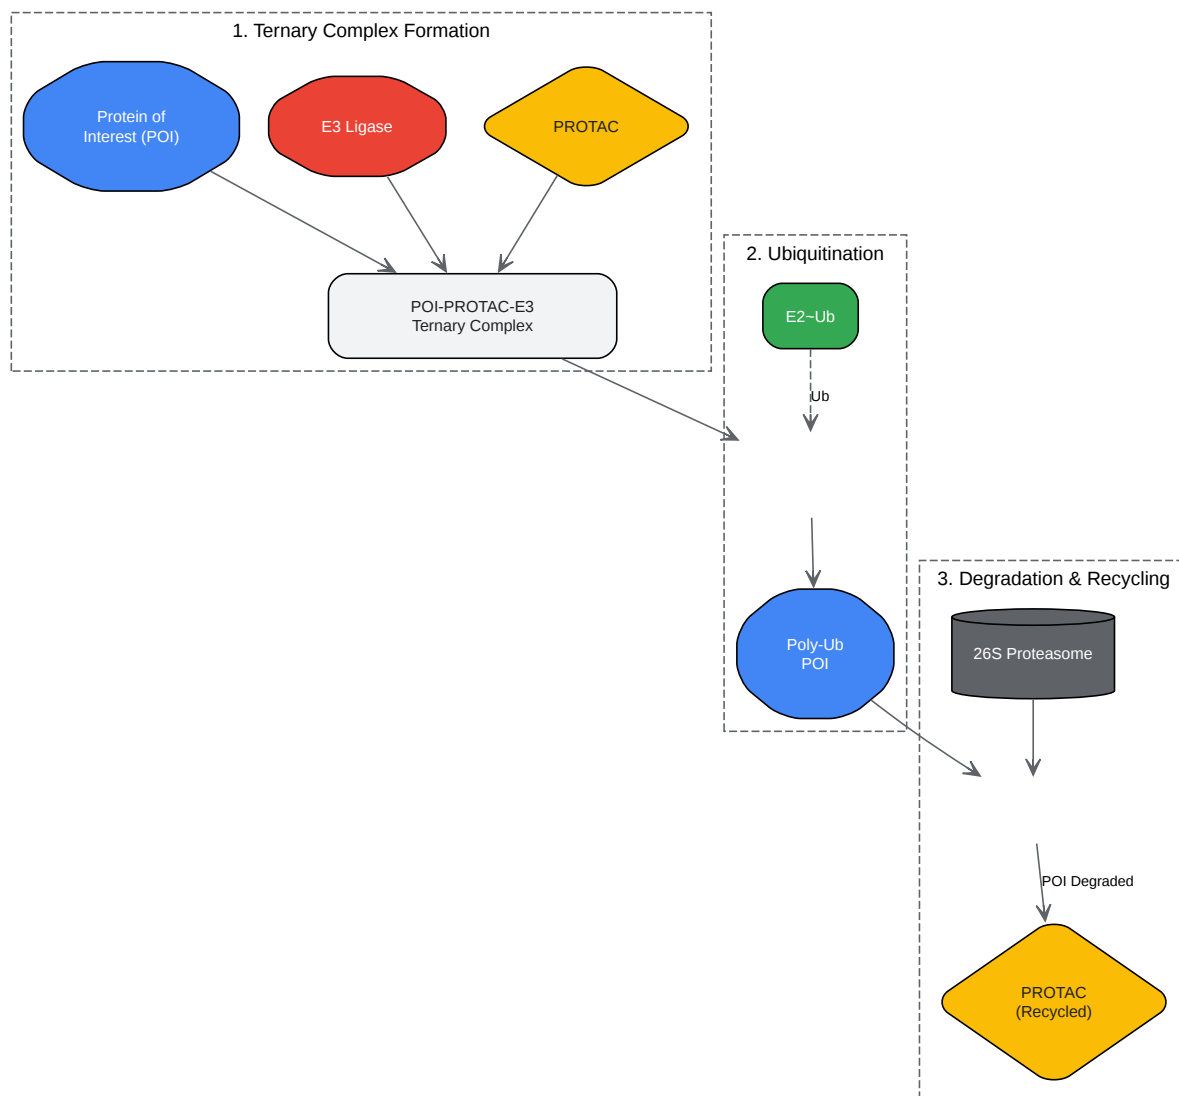 1. Ternary Complex Formation
Protein of
Interest (POI)
E3 Ligase
PROTAC
POI-PROTAC-E3
Ternary Complex
2. Ubiquitination
E2~Ub
Ub
Poly-Ub
POI
3. Degradation & Recycling
26S Proteasome
POI Degraded
PROTAC
(Recycled)